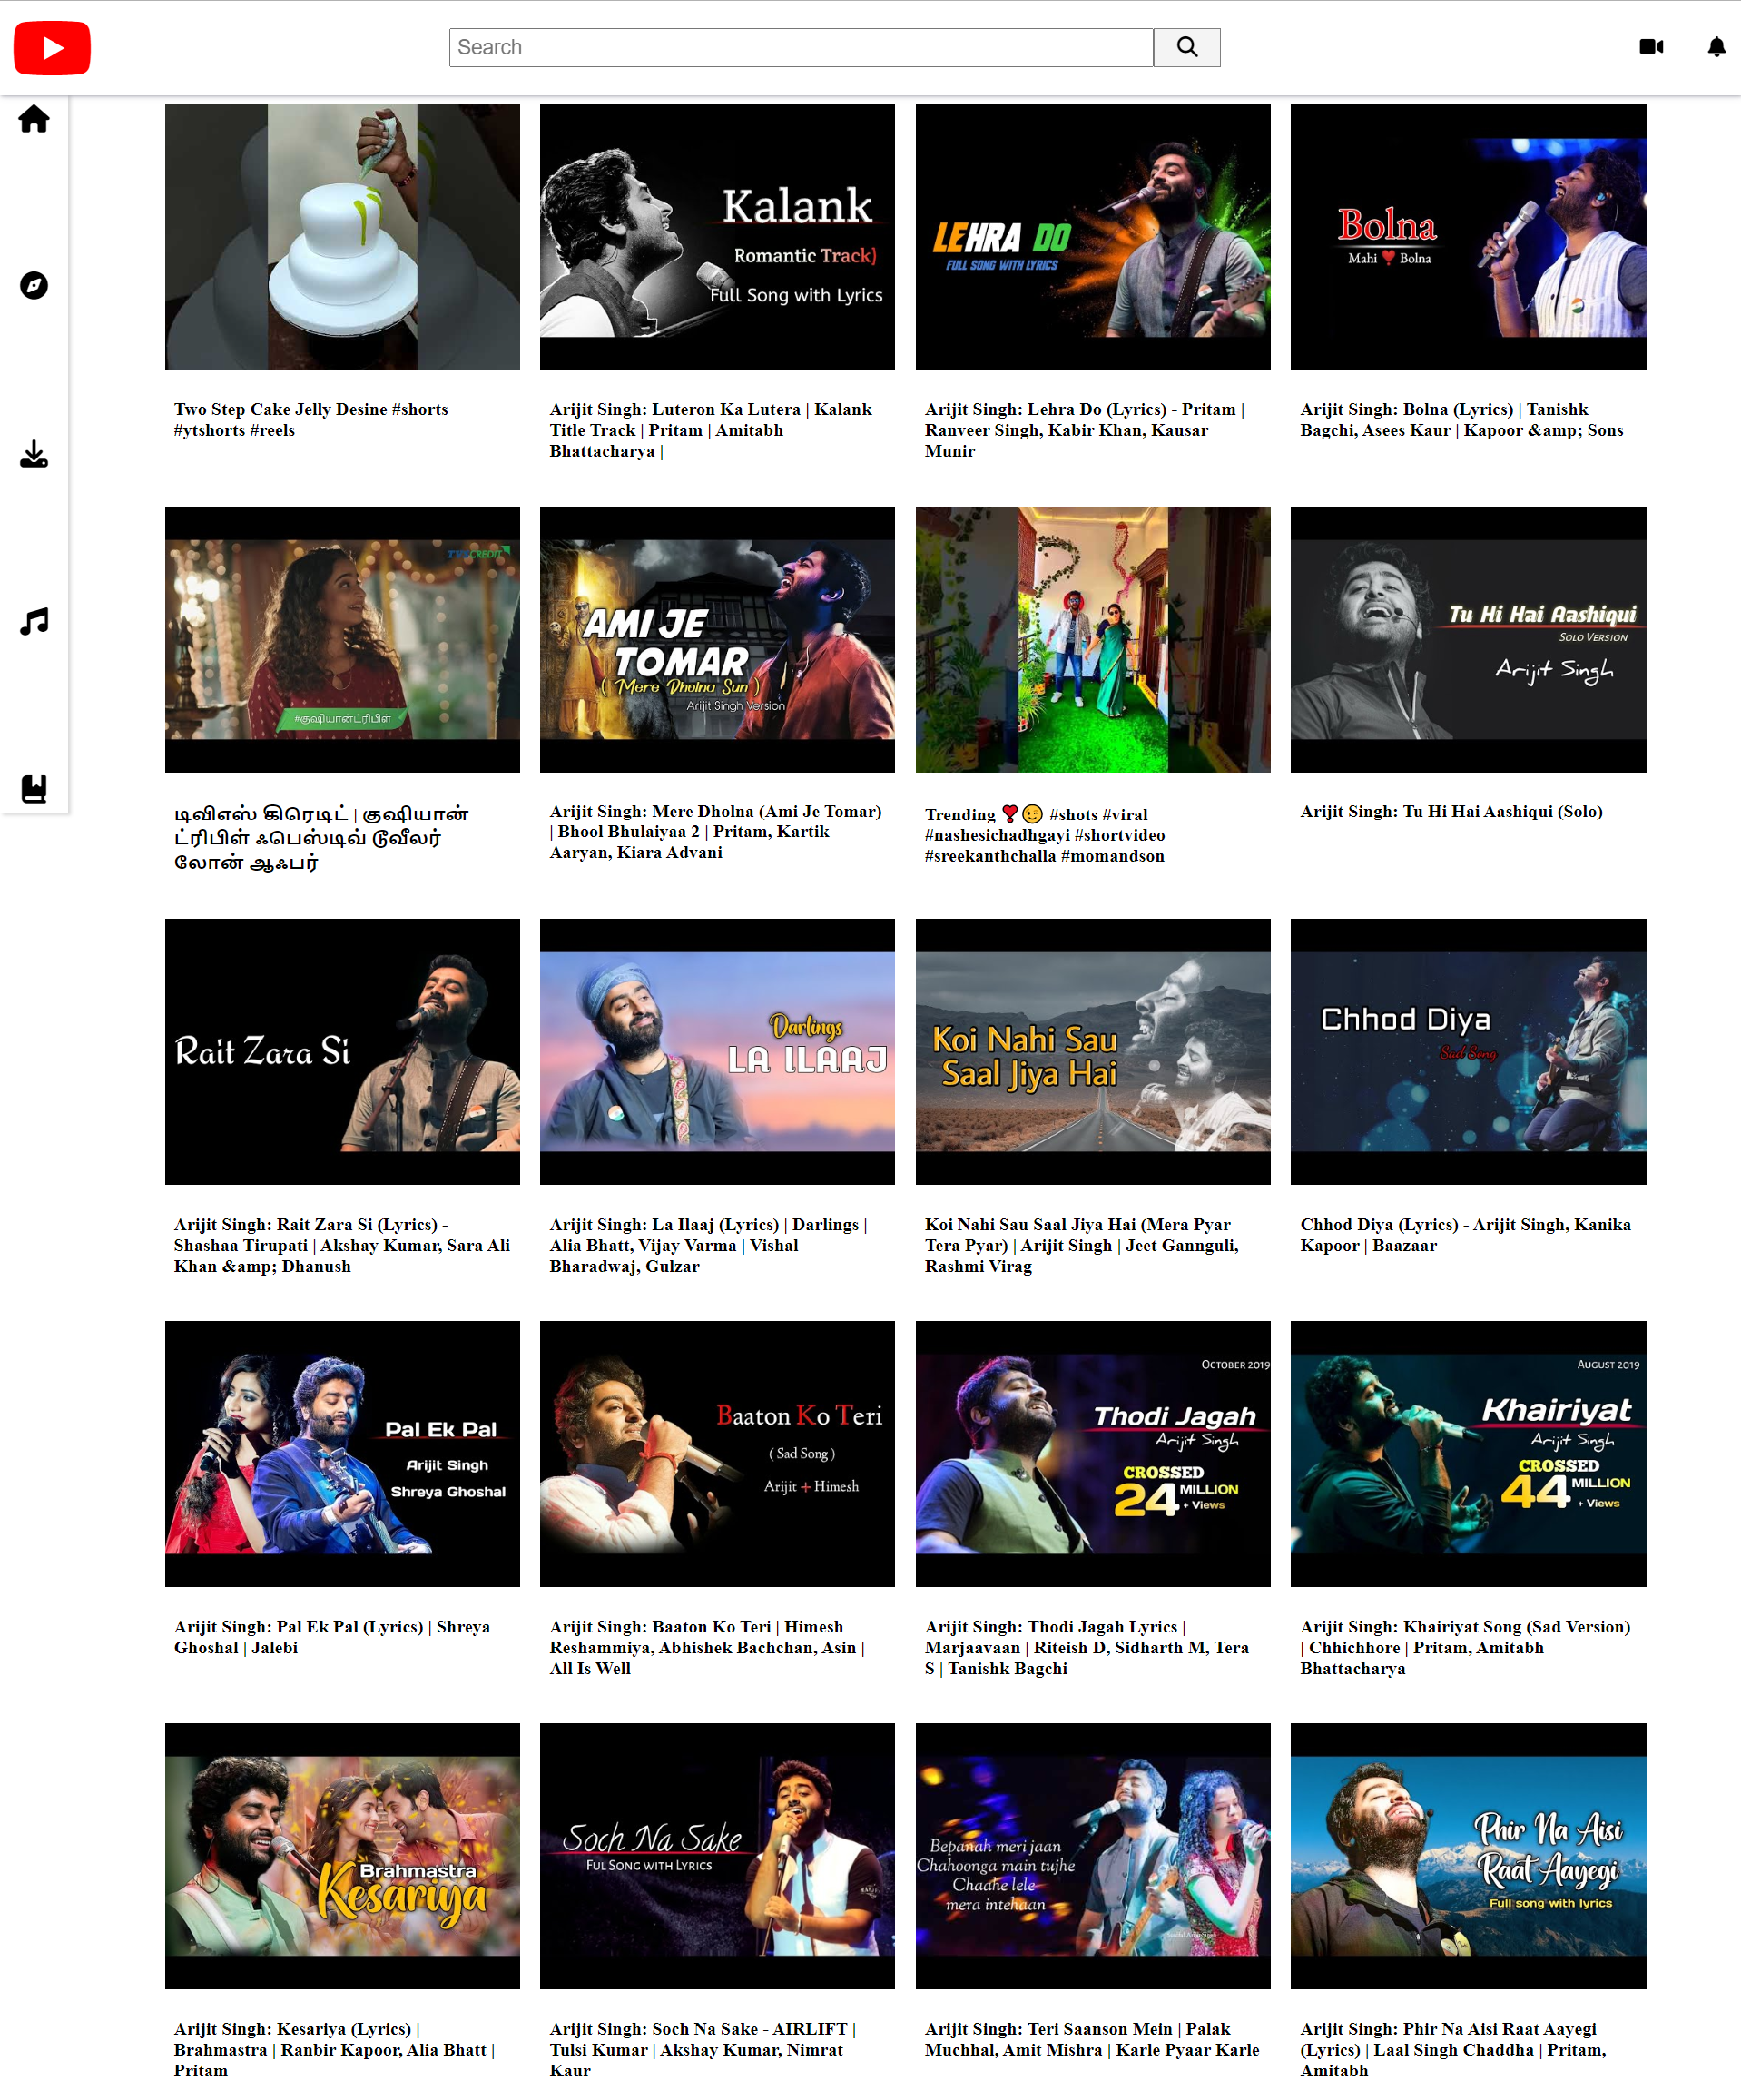 Search
Kalank
Romantic Track)
Full Song with Lyrics
LEHRA DO
FULL SONG WITH LYRICS
Bolna
Mahi ❤️ Bolna
Two Step Cake Jelly Desine #shorts
#ytshorts #reels
Arijit Singh: Luteron Ka Lutera | Kalank
Title Track | Pritam | Amitabh
Bhattacharya |
Arijit Singh: Lehra Do (Lyrics) - Pritam |
Ranveer Singh, Kabir Khan, Kausar
Munir
Arijit Singh: Bolna (Lyrics) | Tanishk
Bagchi, Asees Kaur | Kapoor &amp; Sons
TVS CREDIT
#குஷியான்ட்ரிபிள்
AMI JE
TOMAR
( Mere Dholna Sun )
Arijit Singh Version
Tu Hi Hai Aashiqui
SOLO VERSION
Arijit Singh
டிவிஎஸ் கிரெடிட் | குஷியான்
ட்ரிபிள் ஃபெஸ்டிவ் டூவீலர்
லோன் ஆஃபர்
Arijit Singh: Mere Dholna (Ami Je Tomar)
| Bhool Bhulaiyaa 2 | Pritam, Kartik
Aaryan, Kiara Advani
Trending ❣️😉 #shots #viral
#nashesichadhgayi #shortvideo
#sreekanthchalla #momandson
Arijit Singh: Tu Hi Hai Aashiqui (Solo)
Rait Zara Si
Darlings
LA ILAAJ
Koi Nahi Sau
Saal Jiya Hai
Chhod Diya
Sad Song
Arijit Singh: Rait Zara Si (Lyrics) -
Shashaa Tirupati | Akshay Kumar, Sara Ali
Khan &amp; Dhanush
Arijit Singh: La Ilaaj (Lyrics) | Darlings |
Alia Bhatt, Vijay Varma | Vishal
Bharadwaj, Gulzar
Koi Nahi Sau Saal Jiya Hai (Mera Pyar
Tera Pyar) | Arijit Singh | Jeet Gannguli,
Rashmi Virag
Chhod Diya (Lyrics) - Arijit Singh, Kanika
Kapoor | Baazaar
Pal Ek Pal
Arijit Singh
Shreya Ghoshal
Baaton Ko Teri
( Sad Song )
Arijit + Himesh
OCTOBER 2019
Thodi Jagah
Arijit Singh
CROSSED
24 MILLION
+ Views
AUGUST 2019
Khairiyat
Arijit Singh
CROSSED
44 MILLION
+ Views
Arijit Singh: Pal Ek Pal (Lyrics) | Shreya
Ghoshal | Jalebi
Arijit Singh: Baaton Ko Teri | Himesh
Reshammiya, Abhishek Bachchan, Asin |
All Is Well
Arijit Singh: Thodi Jagah Lyrics |
Marjaavaan | Riteish D, Sidharth M, Tera
S | Tanishk Bagchi
Arijit Singh: Khairiyat Song (Sad Version)
| Chhichhore | Pritam, Amitabh
Bhattacharya
Brahmastra
Kesariya
Soch Na Sake
FUL SONG WITH LYRICS
Bepanah meri jaan
Chahoonga main tujhe
Chaahe lele
mera intehaan
Phir Na Aisi
Raat Aayegi
Full song with lyrics
Arijit Singh: Kesariya (Lyrics) |
Brahmastra | Ranbir Kapoor, Alia Bhatt |
Pritam
Arijit Singh: Soch Na Sake - AIRLIFT |
Tulsi Kumar | Akshay Kumar, Nimrat
Kaur
Arijit Singh: Teri Saanson Mein | Palak
Muchhal, Amit Mishra | Karle Pyaar Karle
Arijit Singh: Phir Na Aisi Raat Aayegi
(Lyrics) | Laal Singh Chaddha | Pritam,
Amitabh